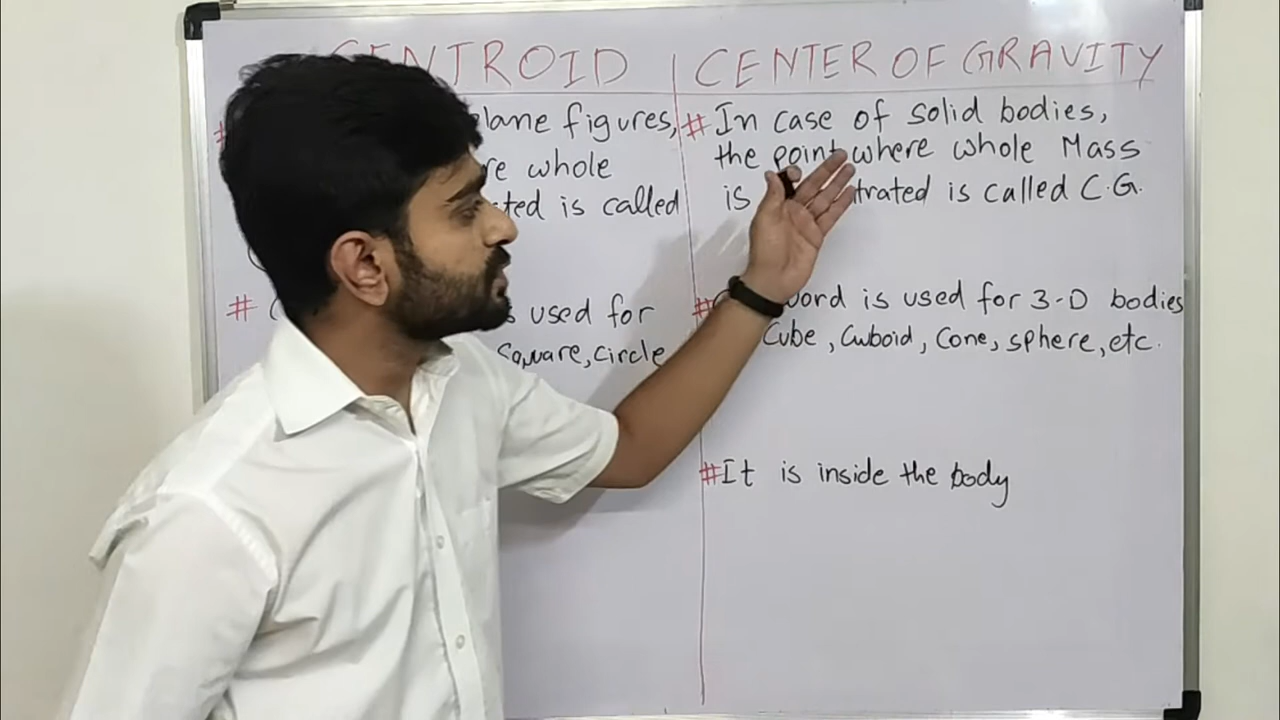 CENTROID | CENTER OF GRAVITY
plane figures,
whole
is called
#
is used for
Square, circle
# In case of solid bodies,
the point where whole Mass
is is called C.G.
# word is used for 3-D bodies
Cube, Cuboid, Cone, sphere, etc.
# It is inside the body